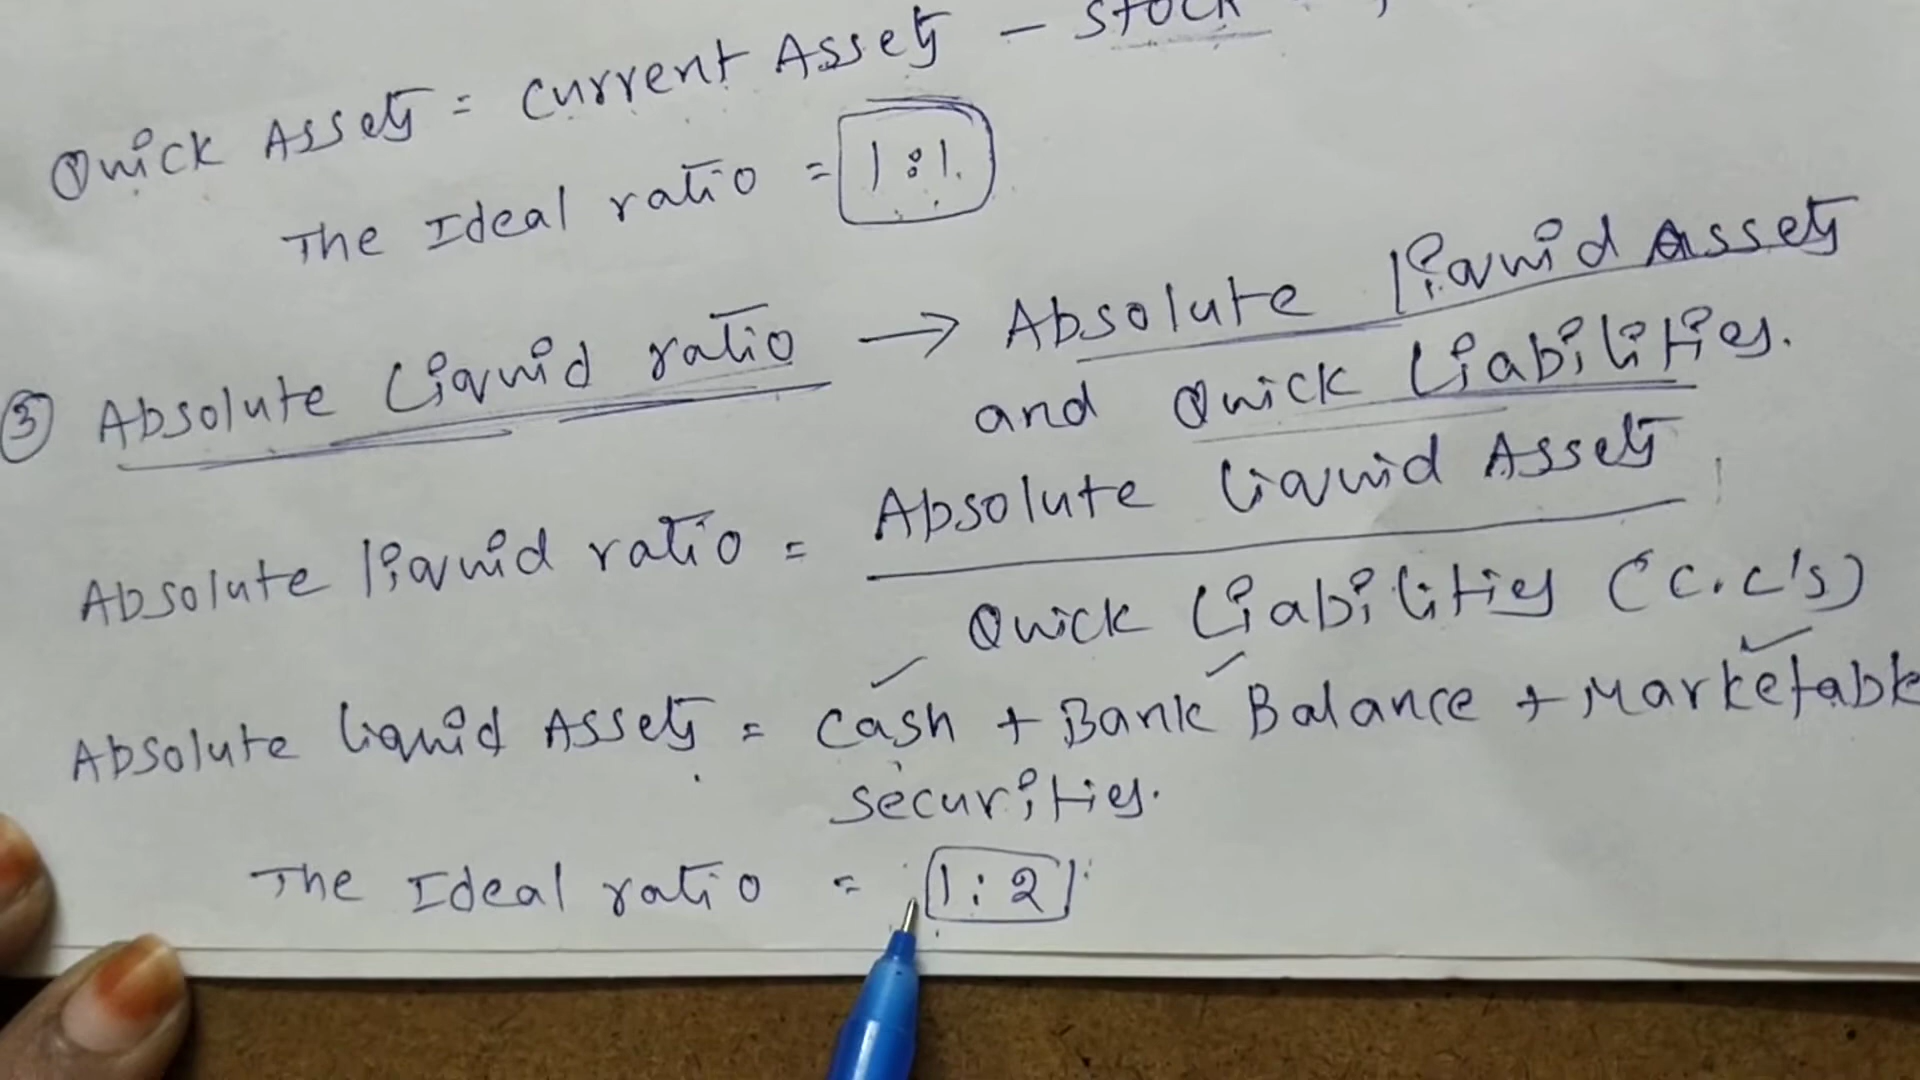 Quick Assets = Current Assets - Stock
The Ideal ratio = 1:1.
③ Absolute Liquid ratio → Absolute liquid Assets
and Quick Liabilities.
Absolute liquid ratio = Absolute Liquid Assets
Quick Liabilities (C.C's)
Absolute liquid Assets = Cash + Bank Balance + Marketable
securities.
The Ideal ratio = 1:2